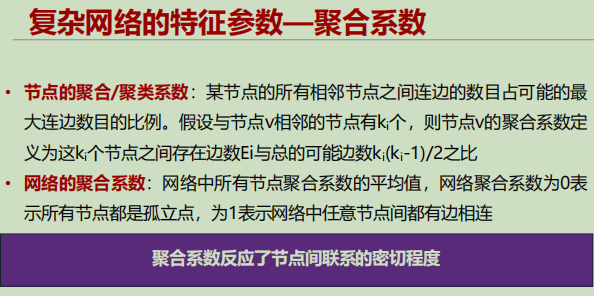 复杂网络的特征参数—聚合系数
• 节点的聚合/聚类系数：某节点的所有相邻节点之间连边的数目占可能的最
大连边数目的比例。假设与节点v相邻的节点有kᵢ个，则节点v的聚合系数定
义为这kᵢ个节点之间存在边数Ei与总的可能边数kᵢ(kᵢ-1)/2之比
• 网络的聚合系数：网络中所有节点聚合系数的平均值，网络聚合系数为0表
示所有节点都是孤立点，为1表示网络中任意节点间都有边相连
聚合系数反应了节点间联系的密切程度